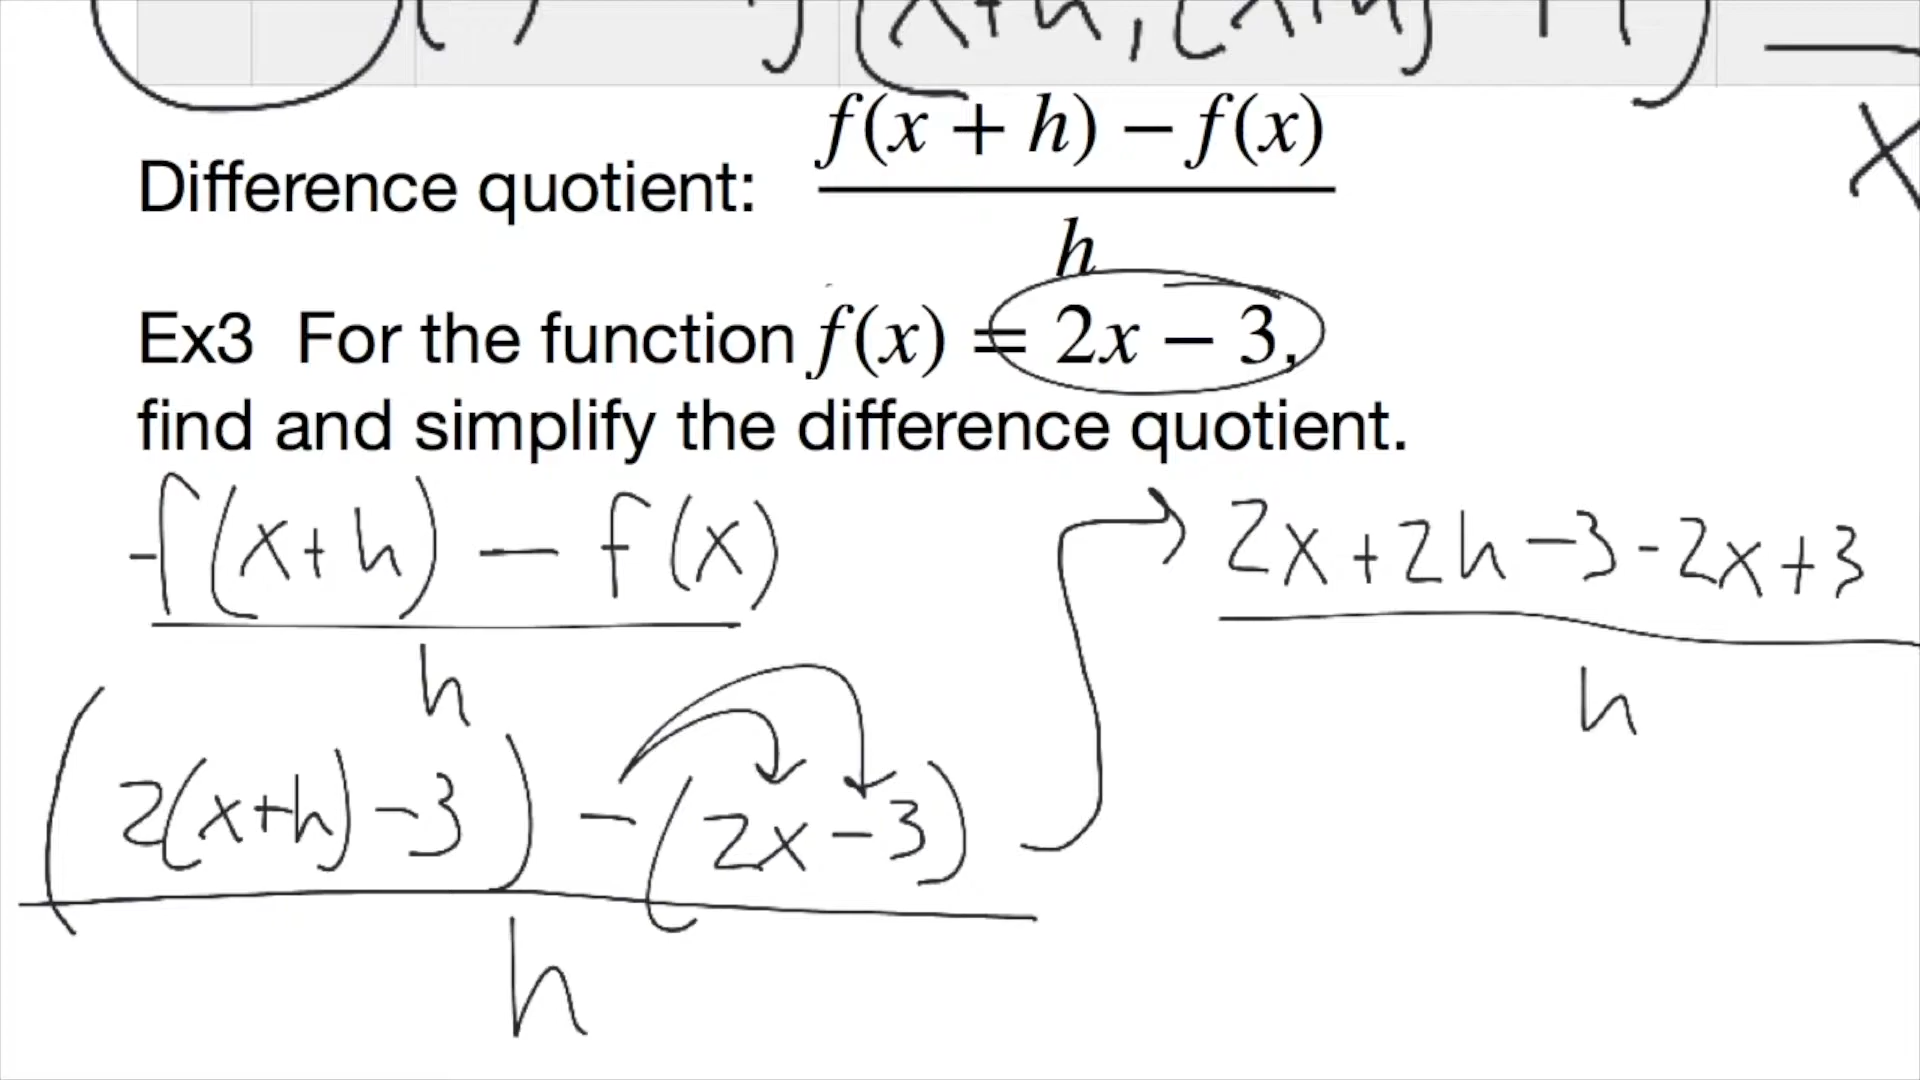 f(x + h) − f(x)
Difference quotient:
h
Ex3 For the function f(x) = 2x − 3,
find and simplify the difference quotient.
f(x+h) − f(x)
h
(2(x+h)−3) − (2x−3)
h
2x+2h−3-2x+3
h